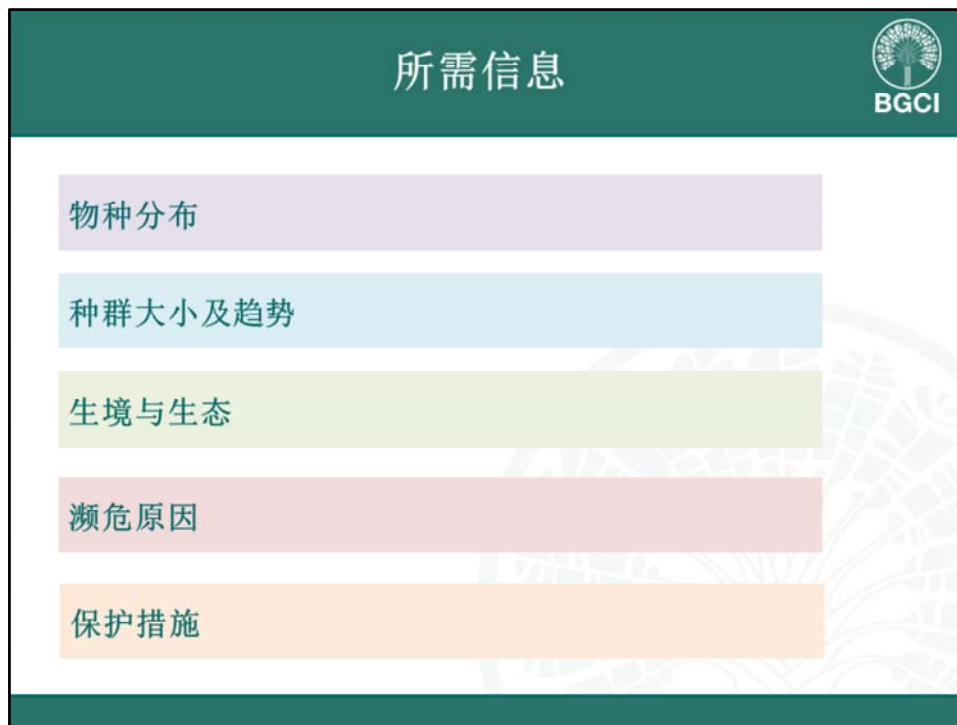 所需信息
BGCI
物种分布
种群大小及趋势
生境与生态
濒危原因
保护措施